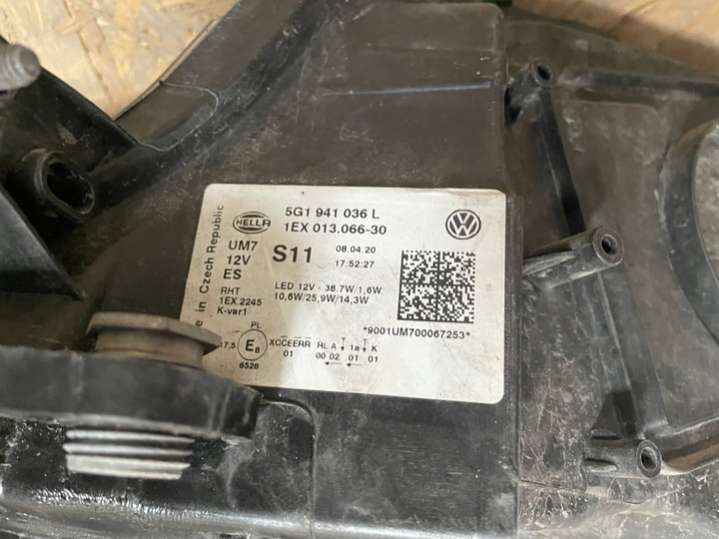 HELLA
5G1 941 036 L
1EX 013.066-30
UM7
12V
ES
S11
08.04.20
17:52:27
RHT
1EX.2245
K-var1
LED 12V - 38.7W/1,6W
10,6W/25,9W/14,3W
*9001UM700067253*
in Czech Republic
PL
17,5
E8
6528
XCCEERR RL A 1a K
01 00 02 01 01